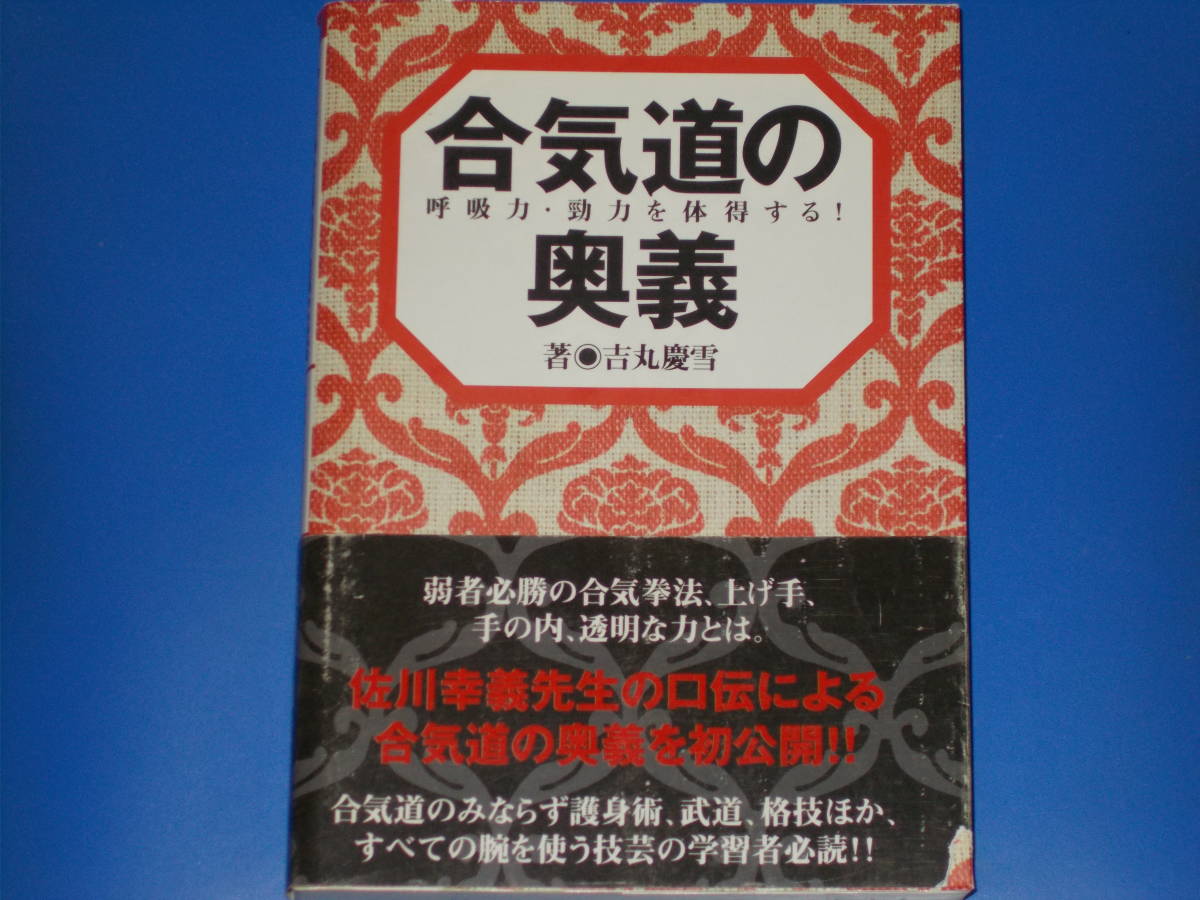 合気道の
呼吸力・勁力を体得する!
奥義
著◉吉丸慶雪
弱者必勝の合気拳法、上げ手、
手の内、透明な力とは。
佐川幸義先生の口伝による
合気道の奥義を初公開!!
合気道のみならず護身術、武道、格技ほか、
すべての腕を使う技芸の学習者必読!!